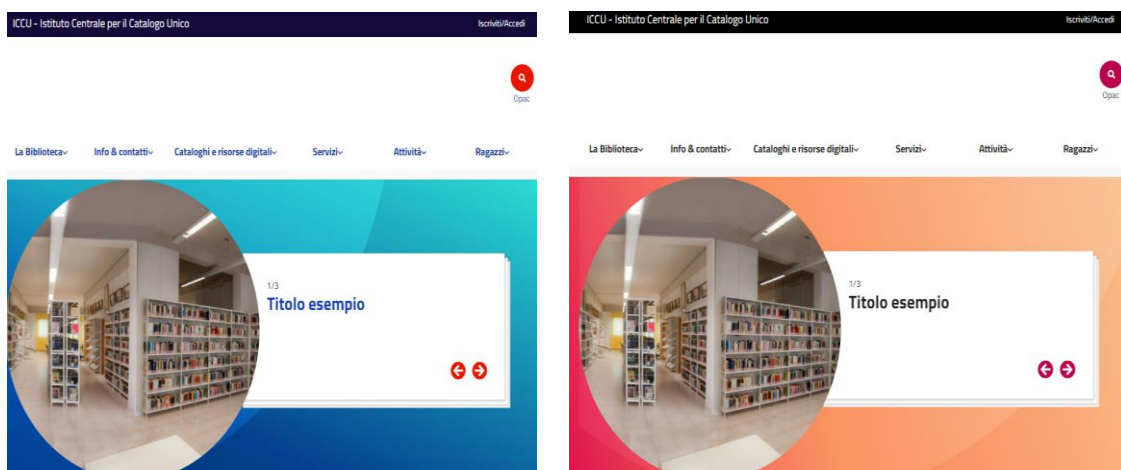 ICCU - Istituto Centrale per il Catalogo Unico Iscriviti/Accedi
Opac
La Biblioteca Info & contatti Cataloghi e risorse digitali Servizi Attività Ragazzi
1/3
Titolo esempio
ICCU - Istituto Centrale per il Catalogo Unico Iscriviti/Accedi
Opac
La Biblioteca Info & contatti Cataloghi e risorse digitali Servizi Attività Ragazzi
1/3
Titolo esempio